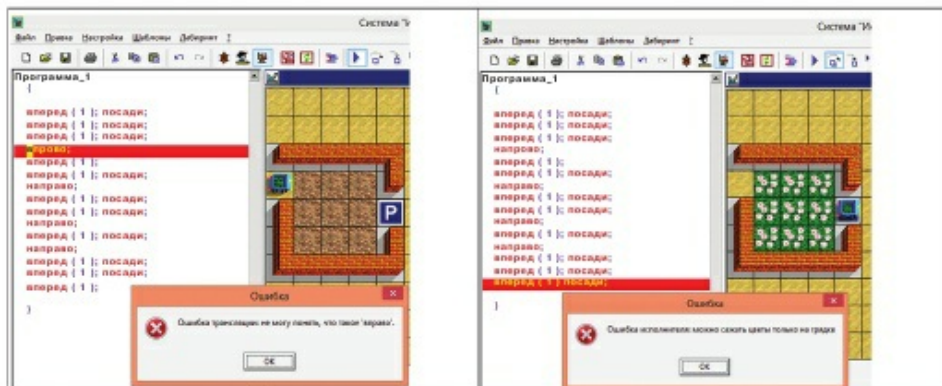 Система "И
Файл Правка Настройка Шаблоны Лабиринт ?
Программа_1
{
вперед ( 1 ); посади;
вперед ( 1 ); посади;
вперед ( 1 ); посади;
вперед ( 1 );
вперед ( 1 ); посади;
направо;
вперед ( 1 ); посади;
вперед ( 1 ); посади;
направо;
вперед ( 1 ); посади;
направо;
вперед ( 1 ); посади;
вперед ( 1 ); посади;
вперед ( 1 );
}
P
Ошибка
Ошибка трансляции: не могу понять, что такое
OK
Система "И
Файл Правка Настройка Шаблоны Лабиринт ?
Программа_1
{
вперед ( 1 ); посади;
вперед ( 1 ); посади;
вперед ( 1 ); посади;
направо;
вперед ( 1 );
вперед ( 1 ); посади;
направо;
вперед ( 1 ); посади;
вперед ( 1 ); посади;
направо;
вперед ( 1 ); посади;
направо;
вперед ( 1 ); посади;
вперед ( 1 ); посади;
вперед ( 1 ) посади;
}
Ошибка
Ошибка исполнителя: можно сажать цветы только на грядке
OK